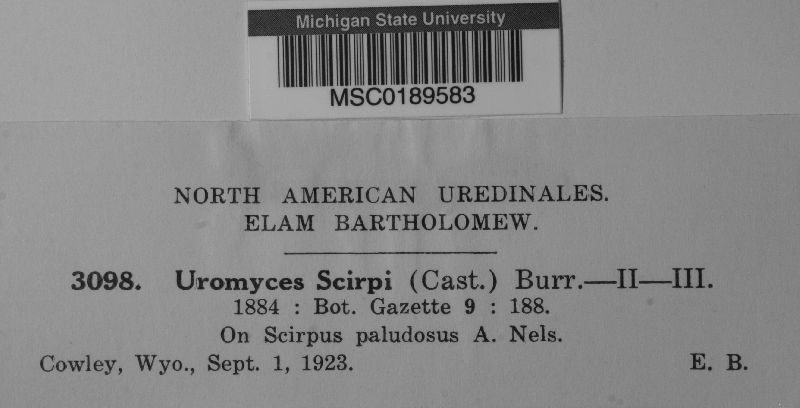 Michigan State University
MSC0189583
NORTH AMERICAN UREDINALES.
ELAM BARTHOLOMEW.
3098. Uromyces Scirpi (Cast.) Burr.—II—III.
1884 : Bot. Gazette 9 : 188.
On Scirpus paludosus A. Nels.
Cowley, Wyo., Sept. 1, 1923. E. B.